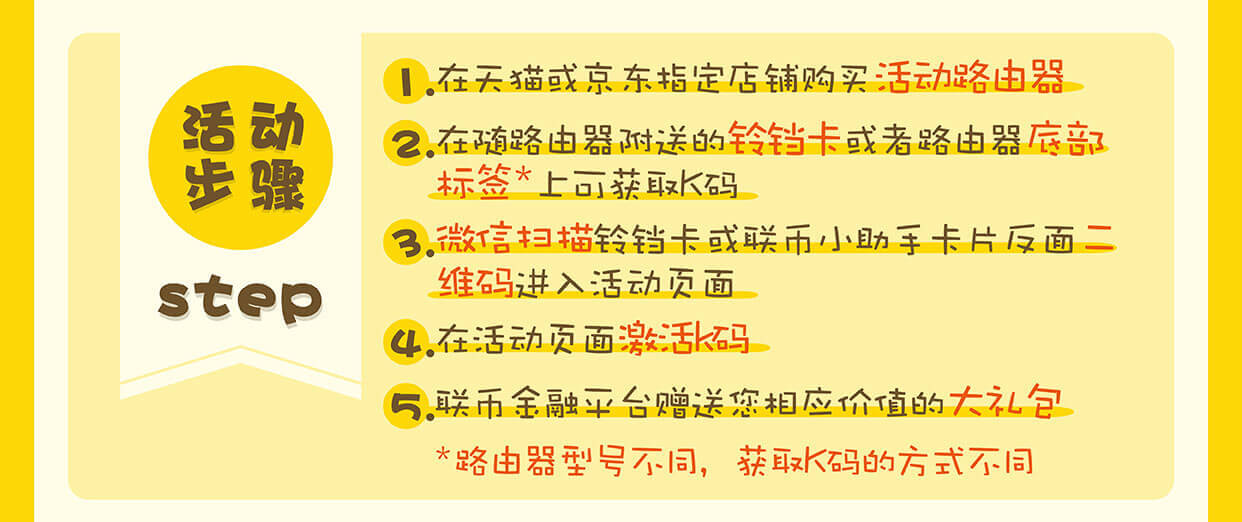 活动
步骤
step
1.在天猫或京东指定店铺购买活动路由器
2.在随路由器附送的铃铛卡或者路由器底部
标签*上可获取K码
3.微信扫描铃铛卡或联币小助手卡片反面二
维码进入活动页面
4.在活动页面激活K码
5.联币金融平台赠送您相应价值的大礼包
*路由器型号不同，获取K码的方式不同